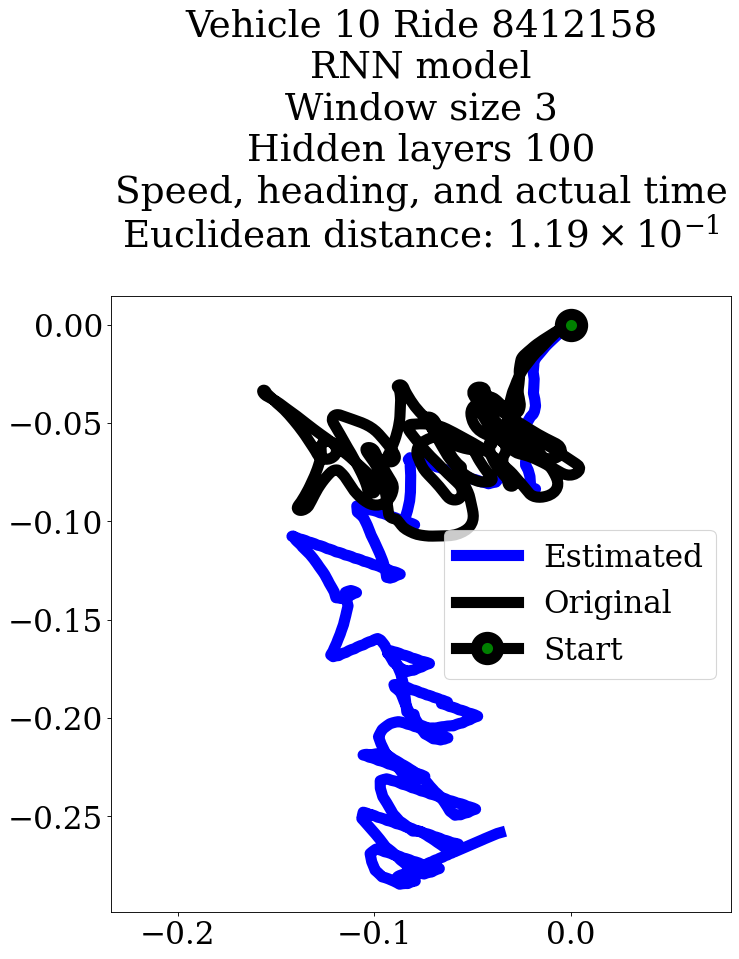 Vehicle 10 Ride 8412158
RNN model
Window size 3
Hidden layers 100
Speed, heading, and actual time
Euclidean distance: 1.19 × 10⁻¹
0.00
−0.05
−0.10
−0.15
−0.20
−0.25
Estimated
Original
Start
−0.2 −0.1 0.0